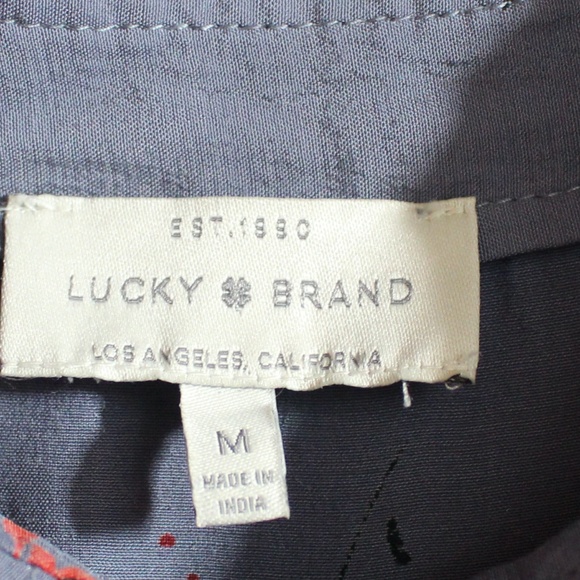 EST.1990
LUCKY BRAND
LOS ANGELES, CALIFORNIA
M
MADE IN
INDIA